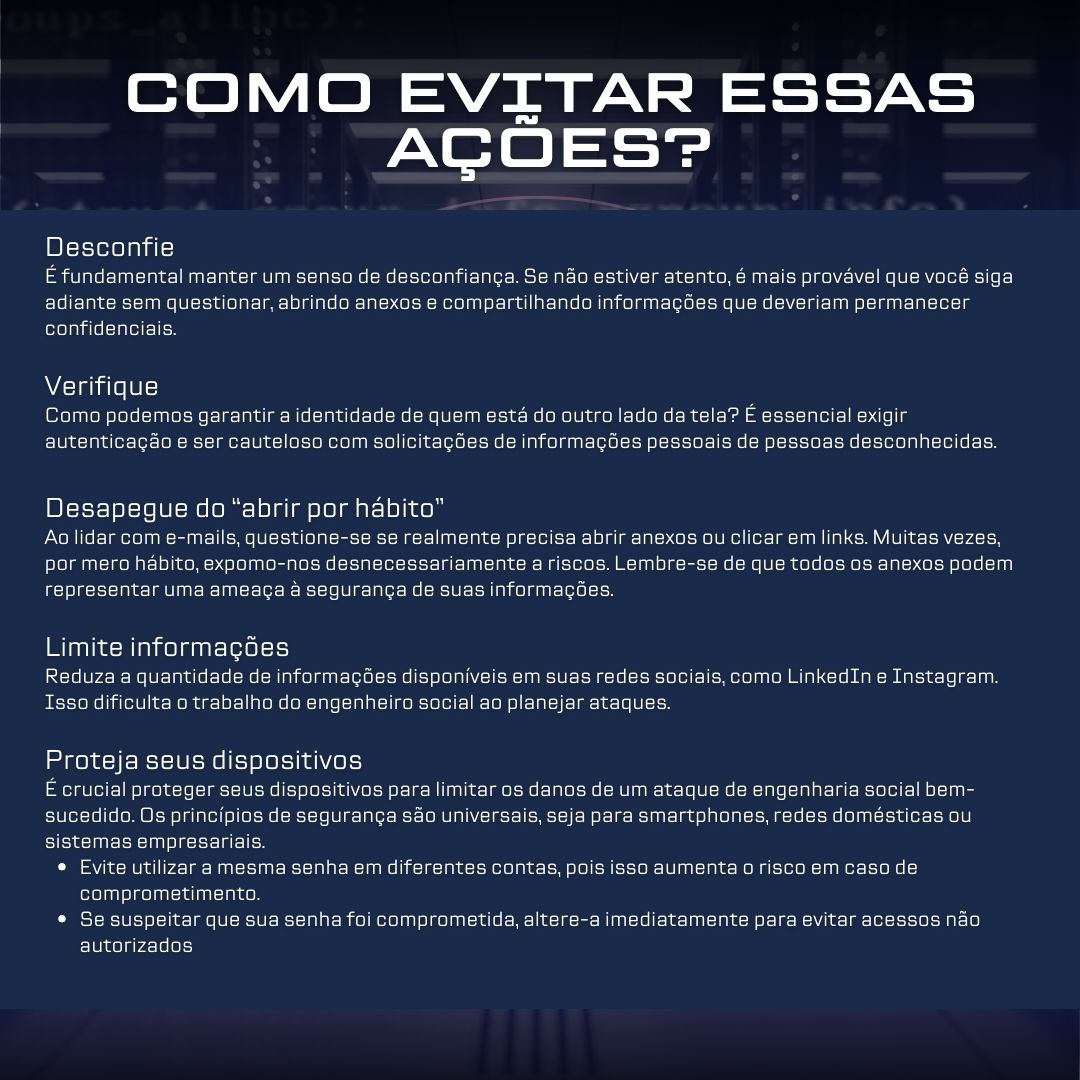 oups_allbc):
COMO EVITAR ESSAS
AÇÕES?
Desconfie
É fundamental manter um senso de desconfiança. Se não estiver atento, é mais provável que você siga
adiante sem questionar, abrindo anexos e compartilhando informações que deveriam permanecer
confidenciais.
Verifique
Como podemos garantir a identidade de quem está do outro lado da tela? É essencial exigir
autenticação e ser cauteloso com solicitações de informações pessoais de pessoas desconhecidas.
Desapegue do “abrir por hábito”
Ao lidar com e-mails, questione-se se realmente precisa abrir anexos ou clicar em links. Muitas vezes,
por mero hábito, expomo-nos desnecessariamente a riscos. Lembre-se de que todos os anexos podem
representar uma ameaça à segurança de suas informações.
Limite informações
Reduza a quantidade de informações disponíveis em suas redes sociais, como LinkedIn e Instagram.
Isso dificulta o trabalho do engenheiro social ao planejar ataques.
Proteja seus dispositivos
É crucial proteger seus dispositivos para limitar os danos de um ataque de engenharia social bem-
sucedido. Os princípios de segurança são universais, seja para smartphones, redes domésticas ou
sistemas empresariais.
• Evite utilizar a mesma senha em diferentes contas, pois isso aumenta o risco em caso de
comprometimento.
• Se suspeitar que sua senha foi comprometida, altere-a imediatamente para evitar acessos não
autorizados